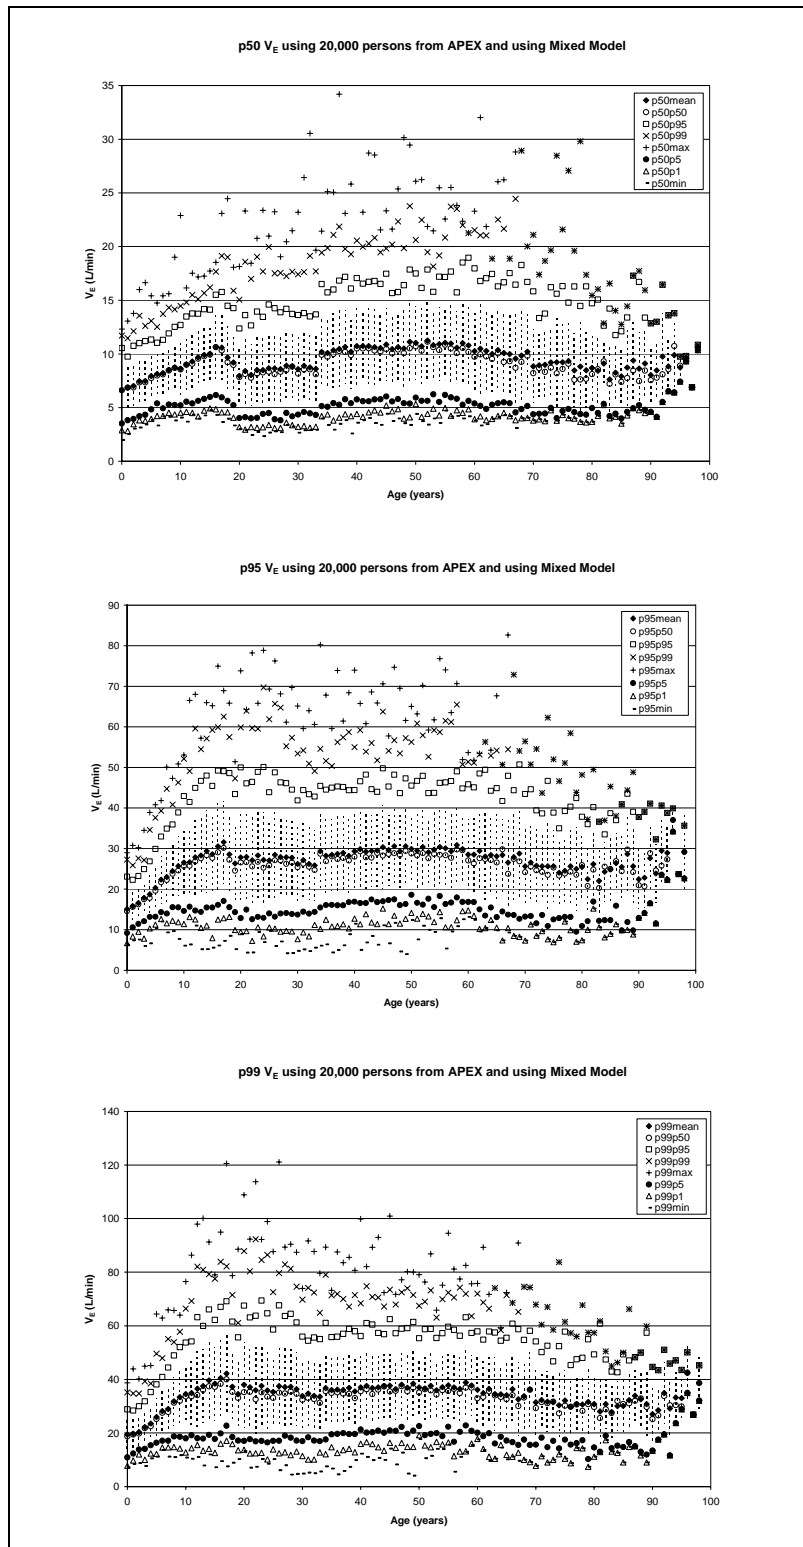 p50 VE using 20,000 persons from APEX and using Mixed Model
35
30
25
20
15
10
5
0
VE (L/min)
0 10 20 30 40 50 60 70 80 90 100
Age (years)
p50mean
p50p50
p50p95
p50p99
p50max
p50p5
p50p1
p50min
p95 VE using 20,000 persons from APEX and using Mixed Model
90
80
70
60
50
40
30
20
10
0
VE (L/min)
0 10 20 30 40 50 60 70 80 90 100
Age (years)
p95mean
p95p50
p95p95
p95p99
p95max
p95p5
p95p1
p95min
p99 VE using 20,000 persons from APEX and using Mixed Model
140
120
100
80
60
40
20
0
VE (L/min)
0 10 20 30 40 50 60 70 80 90 100
Age (years)
p99mean
p99p50
p99p95
p99p99
p99max
p99p5
p99p1
p99min